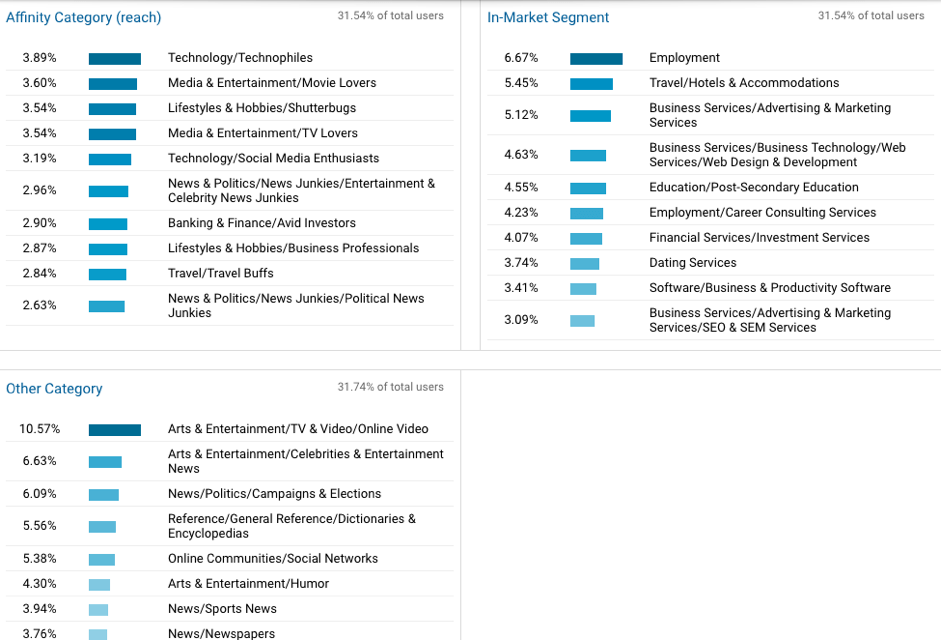 Affinity Category (reach)
31.54% of total users
3.89% Technology/Technophiles
3.60% Media & Entertainment/Movie Lovers
3.54% Lifestyles & Hobbies/Shutterbugs
3.54% Media & Entertainment/TV Lovers
3.19% Technology/Social Media Enthusiasts
2.96% News & Politics/News Junkies/Entertainment &
Celebrity News Junkies
2.90% Banking & Finance/Avid Investors
2.87% Lifestyles & Hobbies/Business Professionals
2.84% Travel/Travel Buffs
2.63% News & Politics/News Junkies/Political News
Junkies
In-Market Segment
31.54% of total users
6.67% Employment
5.45% Travel/Hotels & Accommodations
5.12% Business Services/Advertising & Marketing
Services
4.63% Business Services/Business Technology/Web
Services/Web Design & Development
4.55% Education/Post-Secondary Education
4.23% Employment/Career Consulting Services
4.07% Financial Services/Investment Services
3.74% Dating Services
3.41% Software/Business & Productivity Software
3.09% Business Services/Advertising & Marketing
Services/SEO & SEM Services
Other Category
31.74% of total users
10.57% Arts & Entertainment/TV & Video/Online Video
6.63% Arts & Entertainment/Celebrities & Entertainment
News
6.09% News/Politics/Campaigns & Elections
5.56% Reference/General Reference/Dictionaries &
Encyclopedias
5.38% Online Communities/Social Networks
4.30% Arts & Entertainment/Humor
3.94% News/Sports News
3.76% News/Newspapers